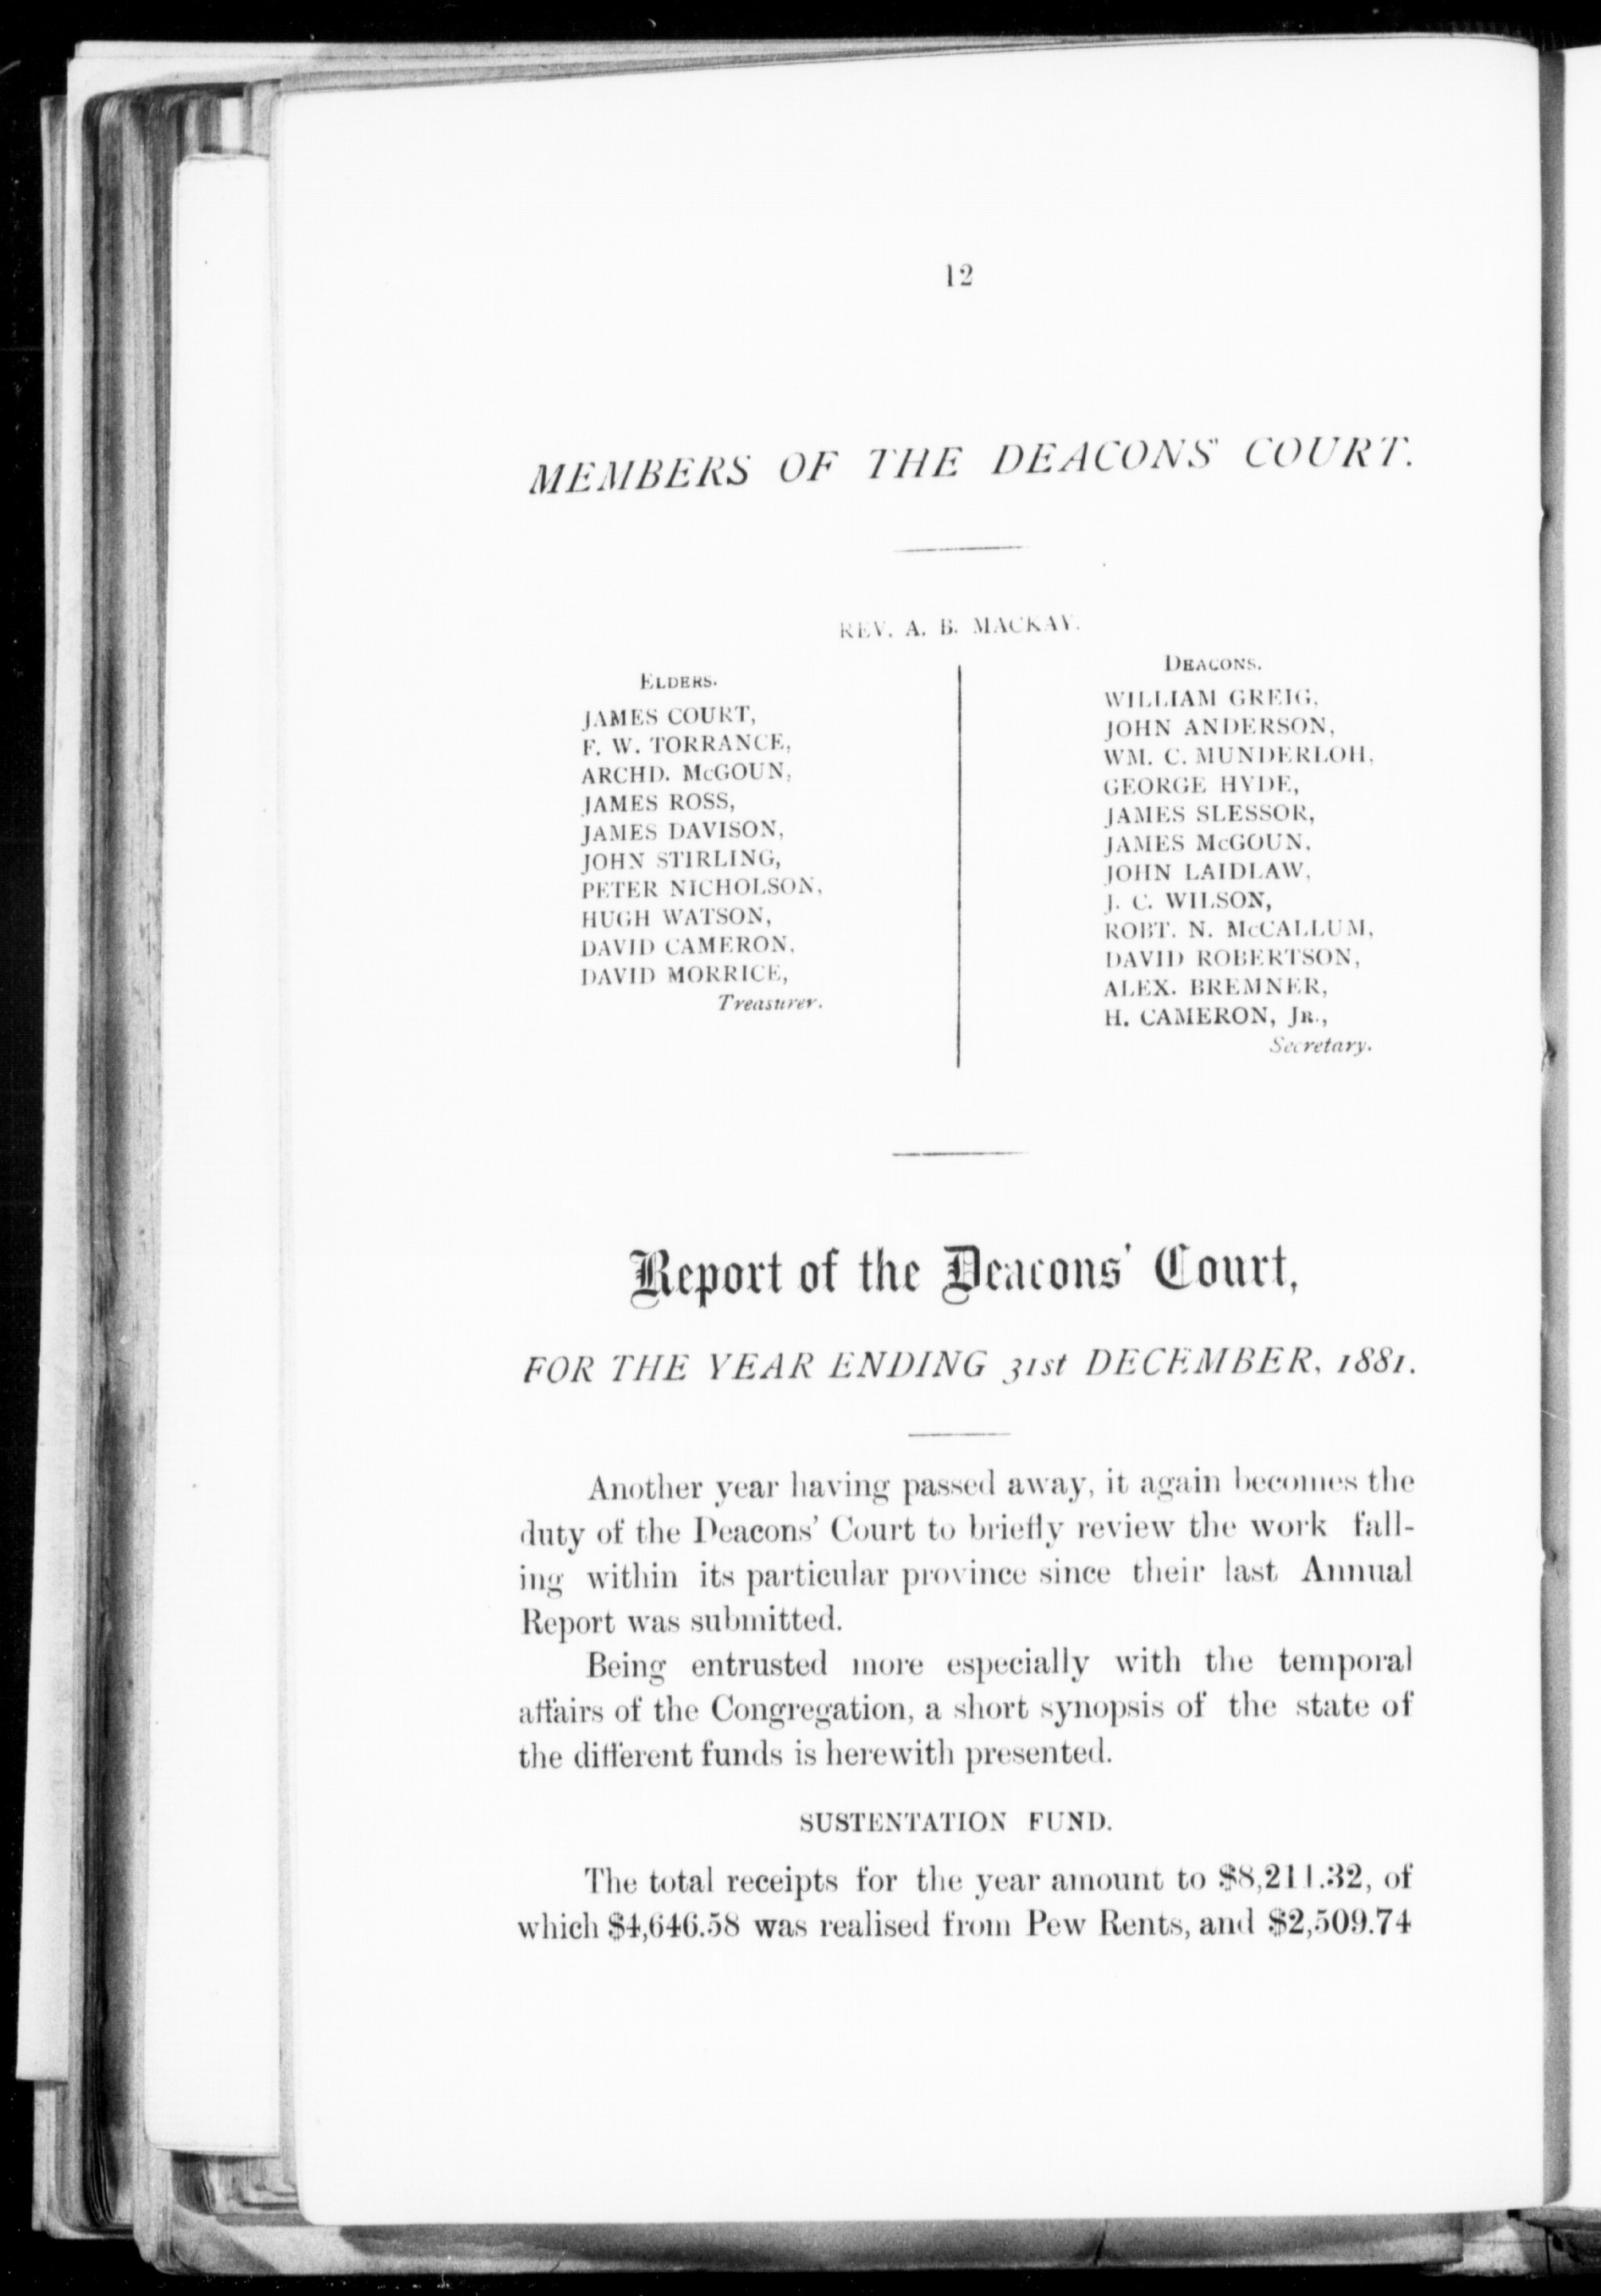 12
MEMBERS OF THE DEACONS' COURT.
REV. A. B. MACKAY.
ELDERS.
JAMES COURT,
F. W. TORRANCE,
ARCHD. McGOUN,
JAMES ROSS,
JAMES DAVISON,
JOHN STIRLING,
PETER NICHOLSON,
HUGH WATSON,
DAVID CAMERON,
DAVID MORRICE,
Treasurer.
DEACONS.
WILLIAM GREIG,
JOHN ANDERSON,
WM. C. MUNDERLOH,
GEORGE HYDE,
JAMES SLESSOR,
JAMES McGOUN,
JOHN LAIDLAW,
J. C. WILSON,
ROBT. N. McCALLUM,
DAVID ROBERTSON,
ALEX. BREMNER,
H. CAMERON, JR.,
Secretary.
Report of the Deacons' Court,
FOR THE YEAR ENDING 31st DECEMBER, 1881.
Another year having passed away, it again becomes the
duty of the Deacons' Court to briefly review the work fall-
ing within its particular province since their last Annual
Report was submitted.
Being entrusted more especially with the temporal
affairs of the Congregation, a short synopsis of the state of
the different funds is herewith presented.
SUSTENTATION FUND.
The total receipts for the year amount to $8,211.32, of
which $4,646.58 was realised from Pew Rents, and $2,509.74